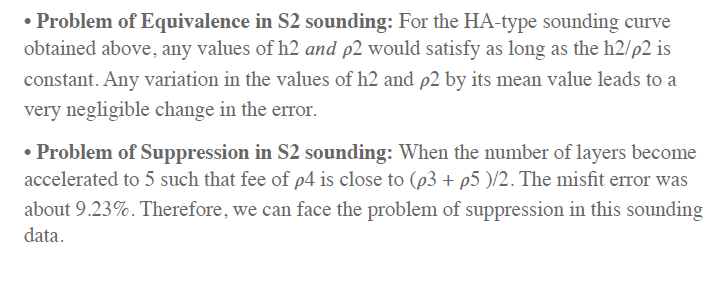 • Problem of Equivalence in S2 sounding: For the HA-type sounding curve
obtained above, any values of h2 and ρ2 would satisfy as long as the h2/ρ2 is
constant. Any variation in the values of h2 and ρ2 by its mean value leads to a
very negligible change in the error.
• Problem of Suppression in S2 sounding: When the number of layers become
accelerated to 5 such that fee of ρ4 is close to (ρ3 + ρ5 )/2. The misfit error was
about 9.23%. Therefore, we can face the problem of suppression in this sounding
data.